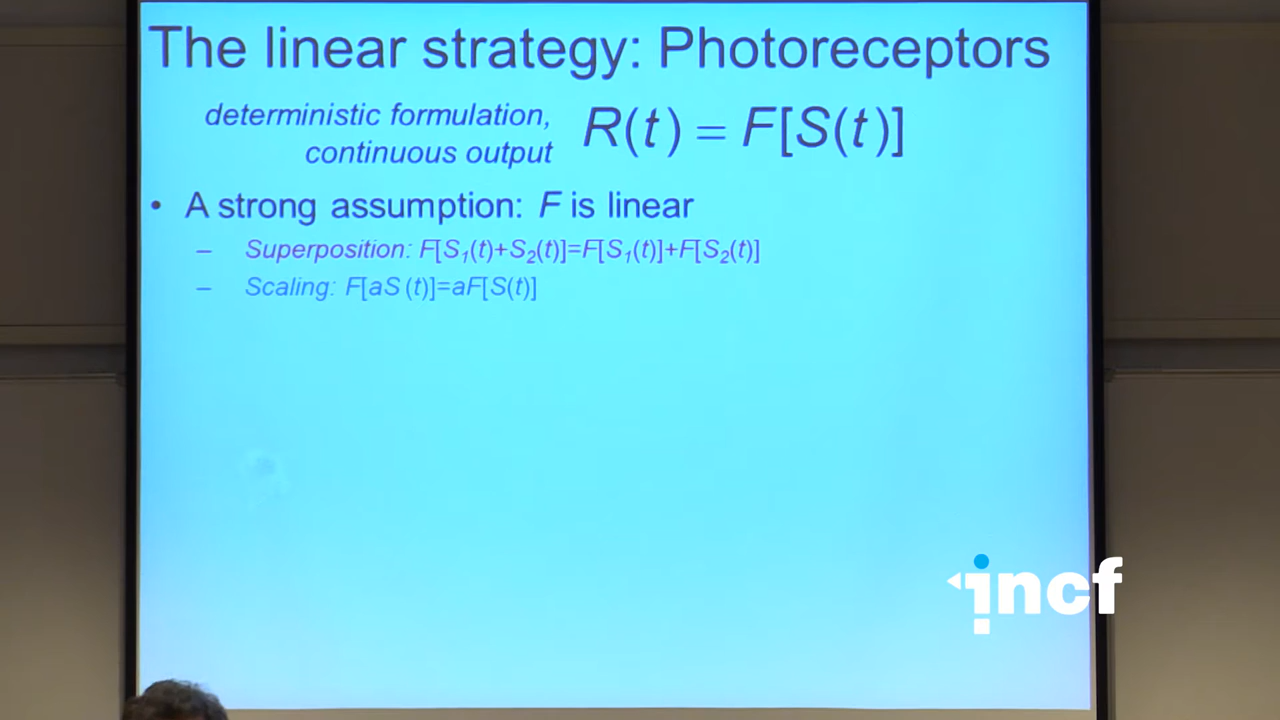 The linear strategy: Photoreceptors
deterministic formulation,
continuous output
R(t) = F[S(t)]
• A strong assumption: F is linear
– Superposition: F[S₁(t)+S₂(t)]=F[S₁(t)]+F[S₂(t)]
– Scaling: F[aS (t)]=aF[S(t)]
incf